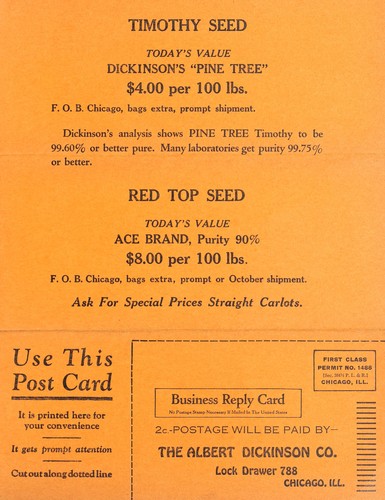 TIMOTHY SEED
TODAY'S VALUE
DICKINSON'S "PINE TREE"
$4.00 per 100 lbs.
F. O. B. Chicago, bags extra, prompt shipment.
Dickinson's analysis shows PINE TREE Timothy to be
99.60% or better pure. Many laboratories get purity 99.75%
or better.
RED TOP SEED
TODAY'S VALUE
ACE BRAND, Purity 90%
$8.00 per 100 lbs.
F. O. B. Chicago, bags extra, prompt or October shipment.
Ask For Special Prices Straight Carlots.
Use This
Post Card
It is printed here for
your convenience
It gets prompt attention
Cut out along dotted line
FIRST CLASS
PERMIT NO. 1486
CHICAGO, ILL.
Business Reply Card
No Postage Stamp Necessary If Mailed In The United States
2c.-POSTAGE WILL BE PAID BY—
THE ALBERT DICKINSON CO.
Lock Drawer 788
CHICAGO, ILL.